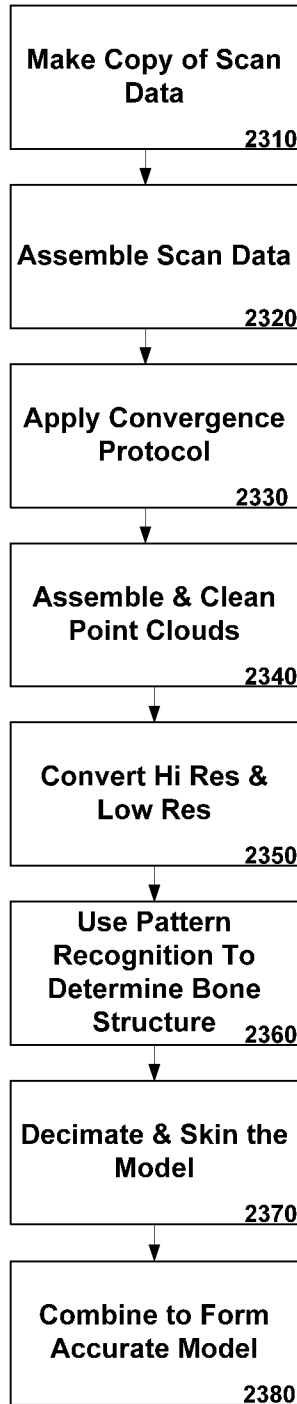 Make Copy of Scan
Data
2310
Assemble Scan Data
2320
Apply Convergence
Protocol
2330
Assemble & Clean
Point Clouds
2340
Convert Hi Res &
Low Res
2350
Use Pattern
Recognition To
Determine Bone
Structure
2360
Decimate & Skin the
Model
2370
Combine to Form
Accurate Model
2380